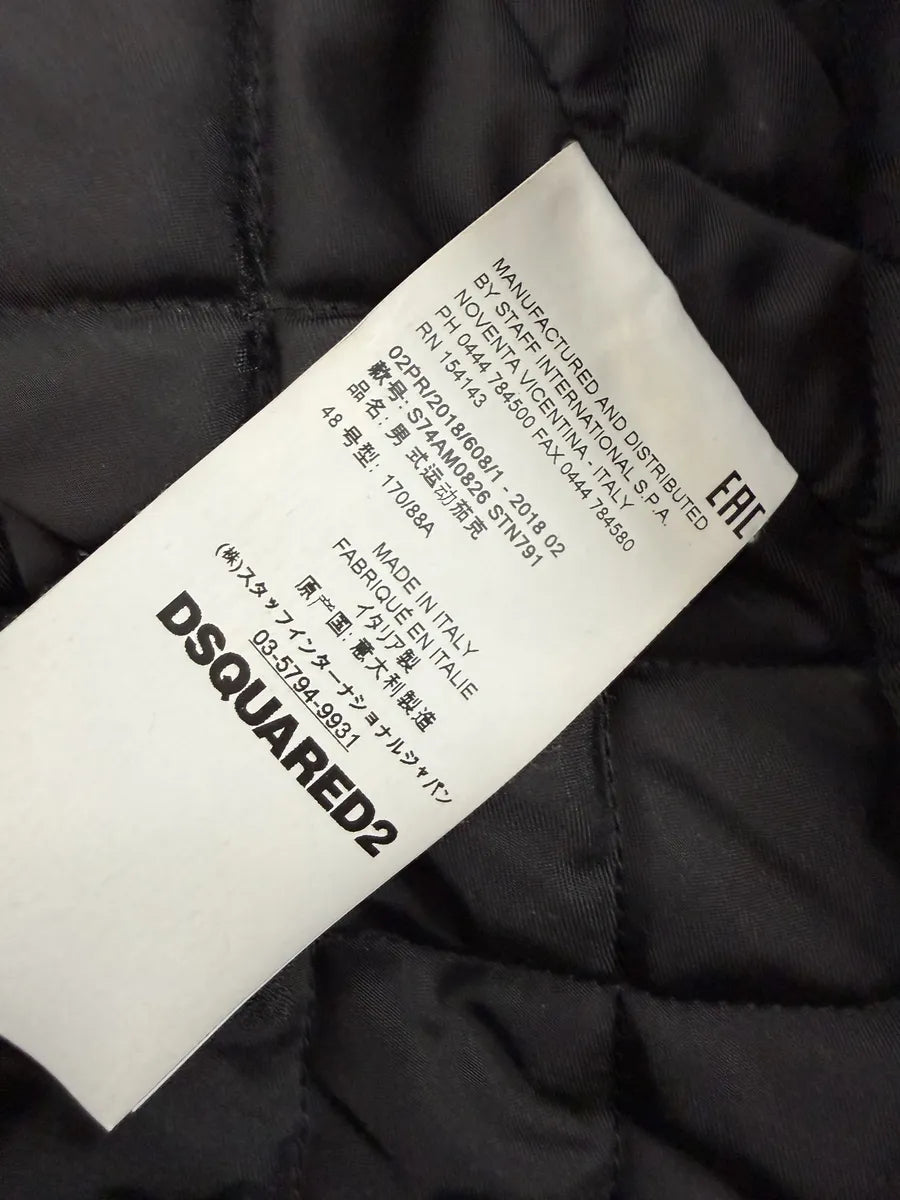 MANUFACTURED AND DISTRIBUTED
BY STAFF INTERNATIONAL S.P.A.
NOVENTA VICENTINA - ITALY
PH 0444 784500 FAX 0444 784580
RN 154143
EAC
02PR/2018/608/1 - 2018 02
款号: S74AM0826 STN791
品名: 男 式运动茄克
48 号型: 170/88A
MADE IN ITALY
FABRIQUÉ EN ITALIE
イタリア製
原产国: 意大利製造
(株)スタッフインターナショナルジャパン
03-5794-9931
DSQUARED2